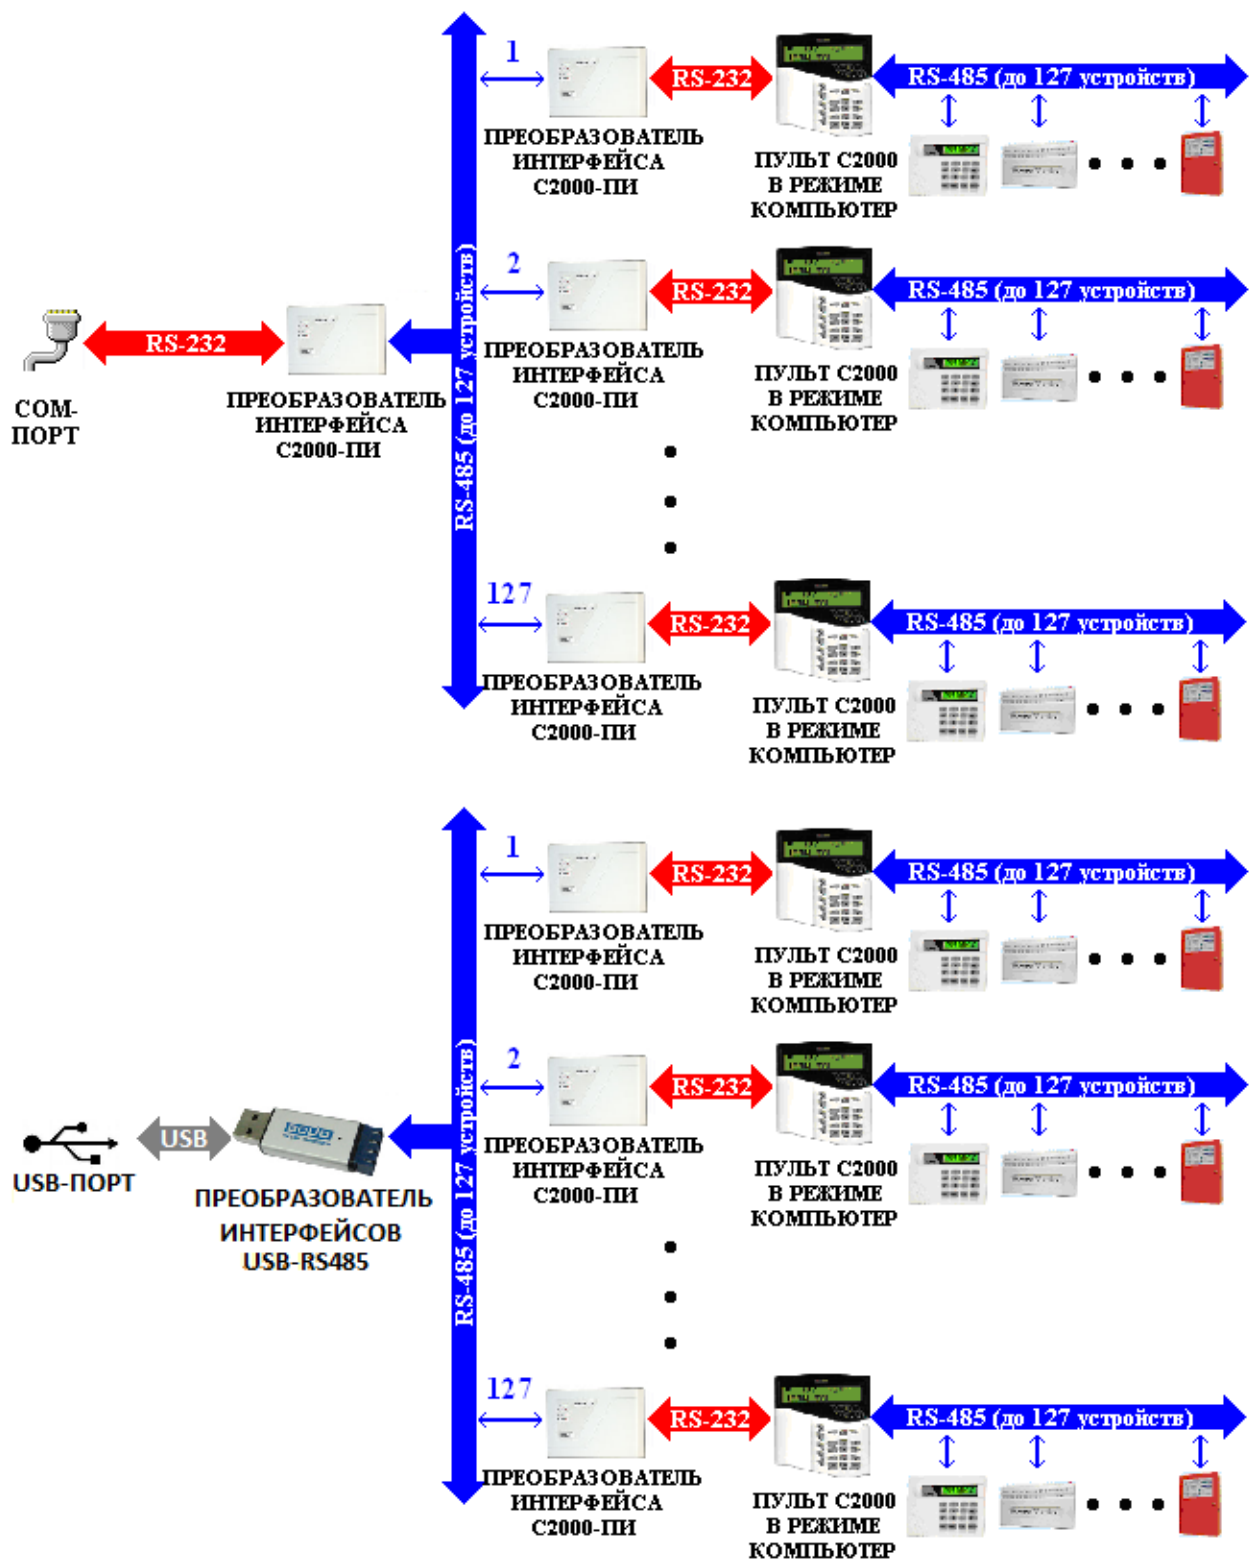 1
RS-232
RS-485 (до 127 устройств)
ПРЕОБРАЗОВАТЕЛЬ
ИНТЕРФЕЙСА
С2000-ПИ
ПУЛЬТ С2000
В РЕЖИМЕ
КОМПЬЮТЕР
2
RS-232
RS-485 (до 127 устройств)
ПРЕОБРАЗОВАТЕЛЬ
ИНТЕРФЕЙСА
С2000-ПИ
ПУЛЬТ С2000
В РЕЖИМЕ
КОМПЬЮТЕР
RS-232
COM-
ПОРТ
ПРЕОБРАЗОВАТЕЛЬ
ИНТЕРФЕЙСА
С2000-ПИ
RS-485 (до 127 устройств)
127
RS-232
RS-485 (до 127 устройств)
ПРЕОБРАЗОВАТЕЛЬ
ИНТЕРФЕЙСА
С2000-ПИ
ПУЛЬТ С2000
В РЕЖИМЕ
КОМПЬЮТЕР
1
RS-232
RS-485 (до 127 устройств)
ПРЕОБРАЗОВАТЕЛЬ
ИНТЕРФЕЙСА
С2000-ПИ
ПУЛЬТ С2000
В РЕЖИМЕ
КОМПЬЮТЕР
2
RS-232
RS-485 (до 127 устройств)
ПРЕОБРАЗОВАТЕЛЬ
ИНТЕРФЕЙСА
С2000-ПИ
ПУЛЬТ С2000
В РЕЖИМЕ
КОМПЬЮТЕР
USB
USB-ПОРТ
ПРЕОБРАЗОВАТЕЛЬ
ИНТЕРФЕЙСОВ
USB-RS485
RS-485 (до 127 устройств)
127
RS-232
RS-485 (до 127 устройств)
ПРЕОБРАЗОВАТЕЛЬ
ИНТЕРФЕЙСА
С2000-ПИ
ПУЛЬТ С2000
В РЕЖИМЕ
КОМПЬЮТЕР